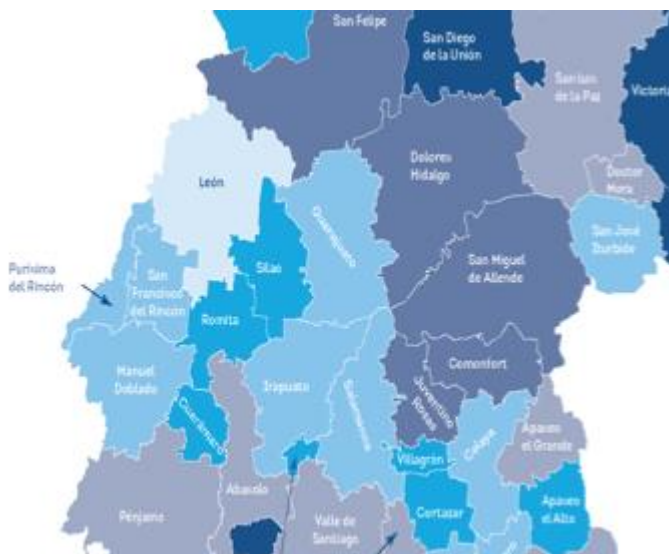 San Felipe
San Diego
de la Unión
San Luis
de la Paz
Victoria
Doctor
Mora
León
Dolores
Hidalgo
Guanajuato
San José
Iturbide
Purísima
del Rincón
San
Francisco
del Rincón
Silao
San Miguel
de Allende
Romita
Manuel
Doblado
Irapuato
Salamanca
Comonfort
Juventino
Rosas
Cuerámaro
Celaya
Apaseo
el Grande
Villagrán
Abasolo
Pénjamo
Valle de
Santiago
Cortazar
Apaseo
el Alto